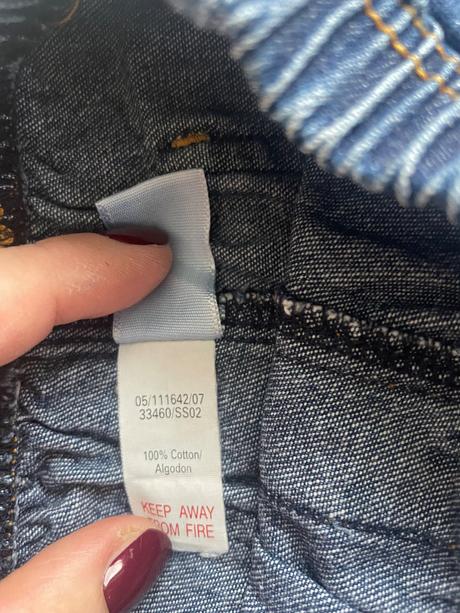 05/111642/07
33460/SS02
100% Cotton/
Algodon
KEEP AWAY
FROM FIRE